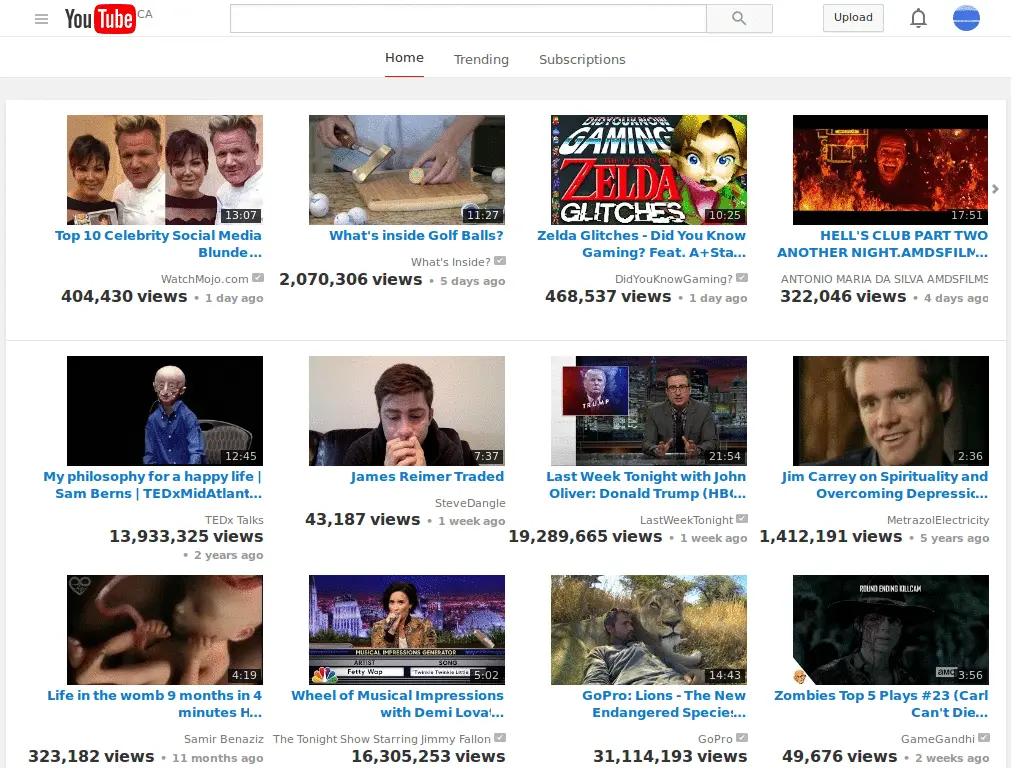 YouTube CA
Upload
Home Trending Subscriptions
13:07
Top 10 Celebrity Social Media
Blunde...
WatchMojo.com
404,430 views • 1 day ago
11:27
What's inside Golf Balls?
What's Inside?
2,070,306 views • 5 days ago
DIDYOUKNOW
GAMING
THE LEGEND OF
ZELDA
GLITCHES
10:25
Zelda Glitches - Did You Know
Gaming? Feat. A+Sta...
DidYouKnowGaming?
468,537 views • 1 day ago
17:51
HELL'S CLUB PART TWO
ANOTHER NIGHT.AMDSFILM...
ANTONIO MARIA DA SILVA AMDSFILMS
322,046 views • 4 days ago
12:45
My philosophy for a happy life |
Sam Berns | TEDxMidAtlant...
TEDx Talks
13,933,325 views
• 2 years ago
7:37
James Reimer Traded
SteveDangle
43,187 views • 1 week ago
TRUMP
21:54
Last Week Tonight with John
Oliver: Donald Trump (HBO...
LastWeekTonight
19,289,665 views • 1 week ago
2:36
Jim Carrey on Spirituality and
Overcoming Depressic...
MetrazolElectricity
1,412,191 views • 5 years ago
4:19
Life in the womb 9 months in 4
minutes H...
Samir Benaziz
323,182 views • 11 months ago
MUSICAL IMPRESSIONS GENERATOR
ARTIST SONG
Fetty Wap Twinkle Twinkle Little
5:02
Wheel of Musical Impressions
with Demi Lova...
The Tonight Show Starring Jimmy Fallon
16,305,253 views
14:43
GoPro: Lions - The New
Endangered Specie...
GoPro
31,114,193 views
ROUND ENDING KILLCAM
amc
3:56
Zombies Top 5 Plays #23 (Carl
Can't Die...
GameGandhi
49,676 views • 2 weeks ago